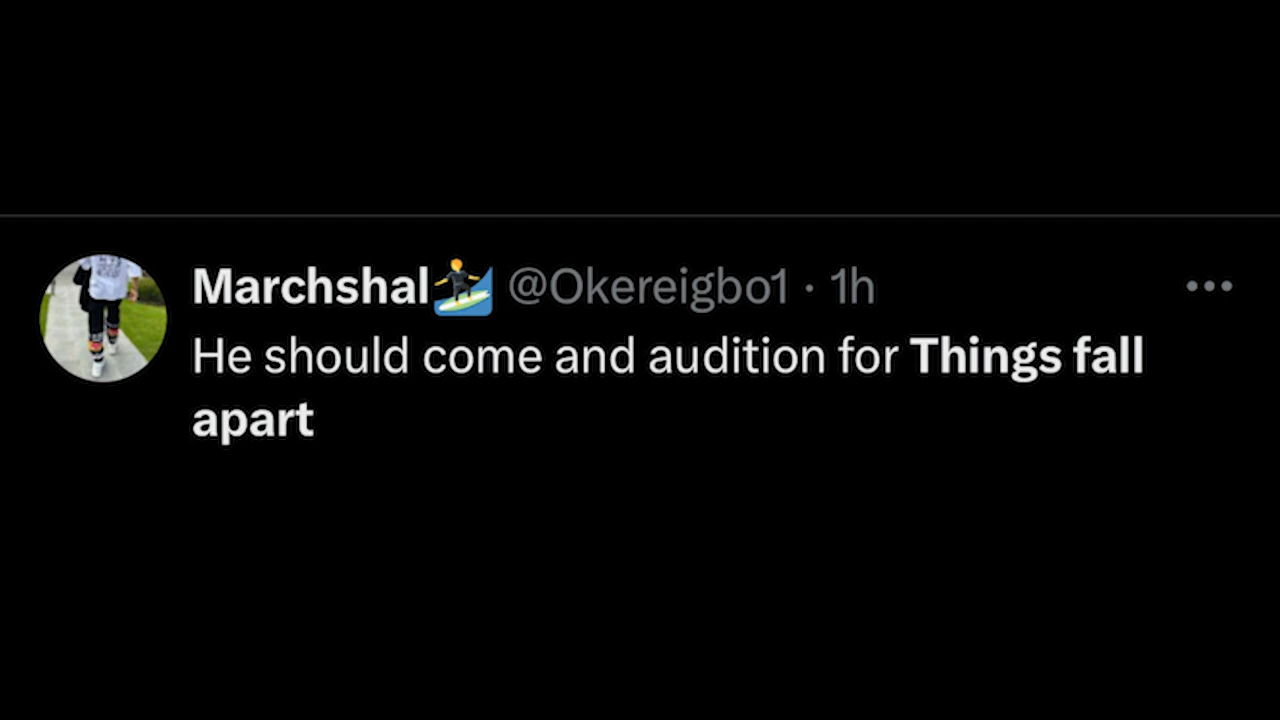 Marchshal🏄 @Okereigbo1 · 1h
He should come and audition for Things fall
apart